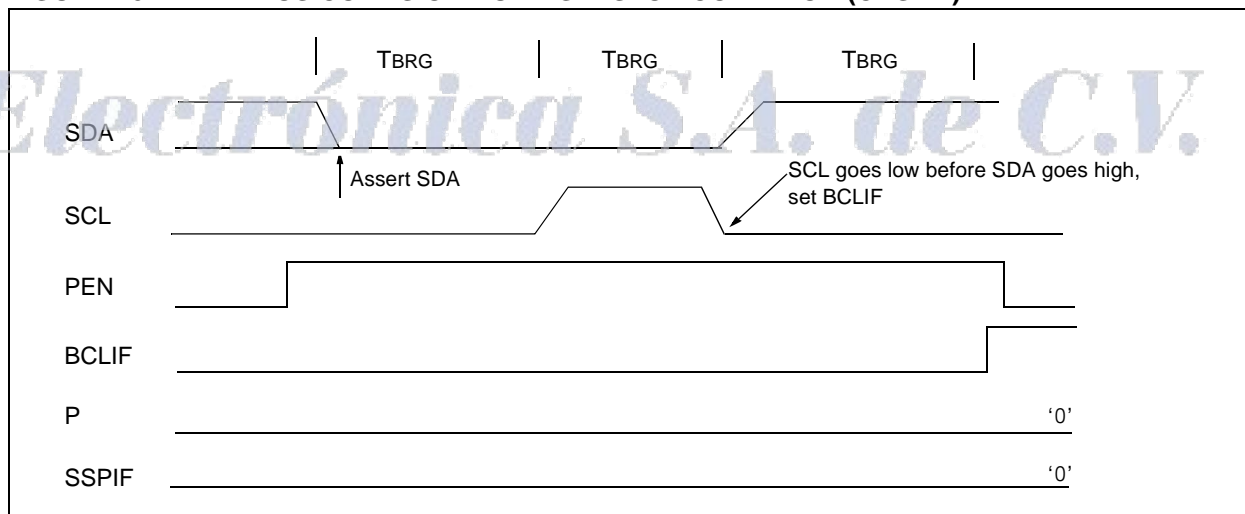 TBRG TBRG TBRG
Electrónica S.A. de C.V.
SDA
Assert SDA
SCL goes low before SDA goes high,
set BCLIF
SCL
PEN
BCLIF
P '0'
SSPIF '0'